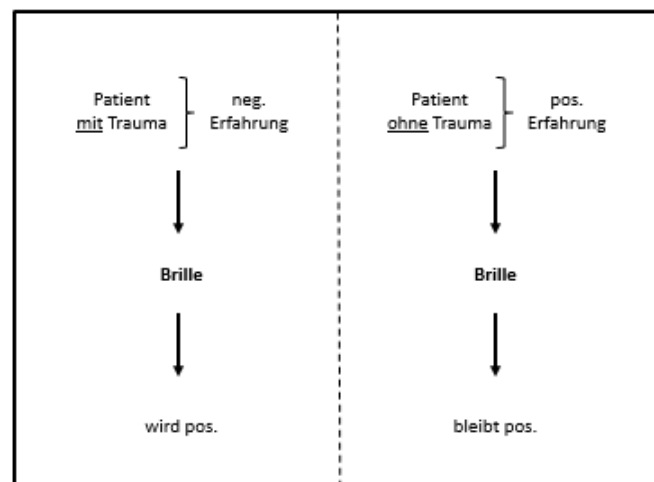 Patient
mit Trauma
neg.
Erfahrung
Brille
wird pos.
Patient
ohne Trauma
pos.
Erfahrung
Brille
bleibt pos.